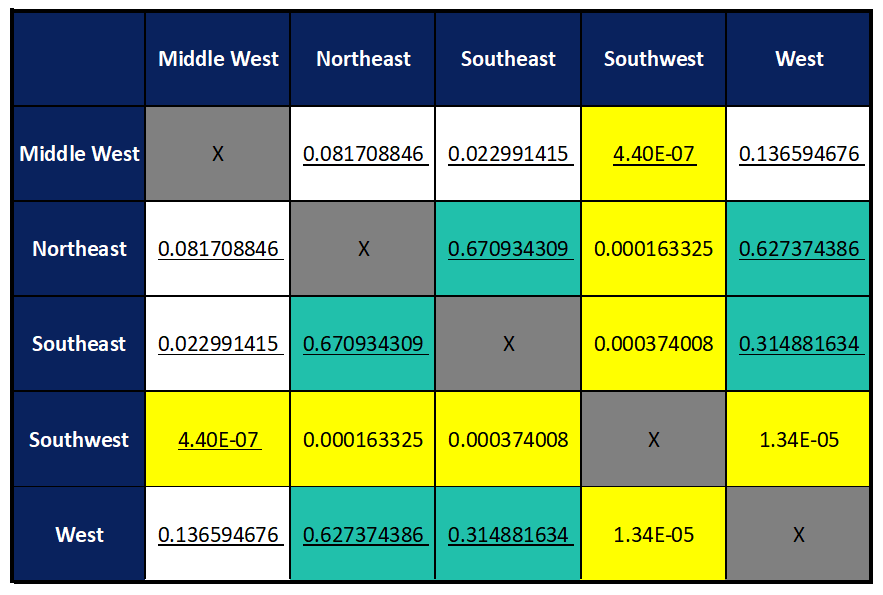 Middle West Northeast Southeast Southwest West
Middle West X 0.081708846 0.022991415 4.40E-07 0.136594676
Northeast 0.081708846 X 0.670934309 0.000163325 0.627374386
Southeast 0.022991415 0.670934309 X 0.000374008 0.314881634
Southwest 4.40E-07 0.000163325 0.000374008 X 1.34E-05
West 0.136594676 0.627374386 0.314881634 1.34E-05 X